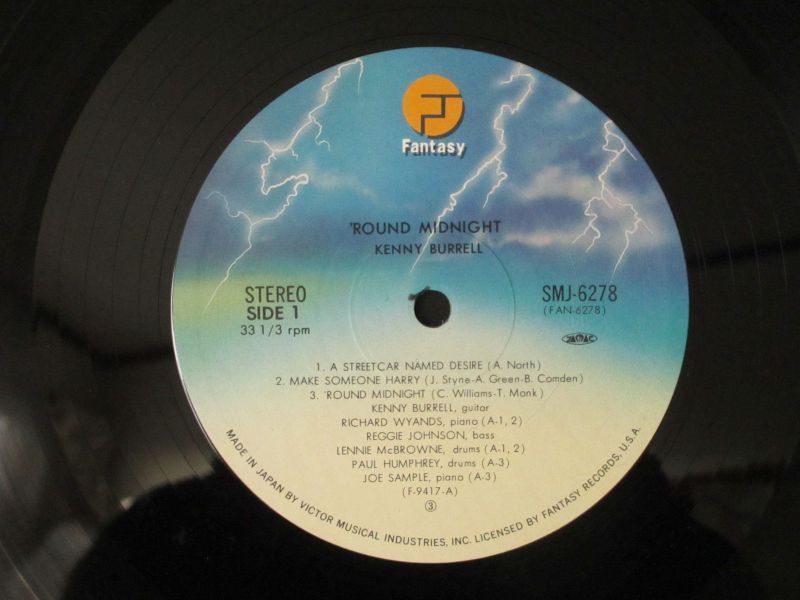 Fantasy
'ROUND MIDNIGHT
KENNY BURRELL
STEREO
SIDE 1
33 1/3 rpm
SMJ-6278
(FAN-6278)
JASRAC
1. A STREETCAR NAMED DESIRE (A. North)
2. MAKE SOMEONE HARRY (J. Styne-A. Green-B. Comden)
3. 'ROUND MIDNIGHT (C. Williams-T. Monk)
KENNY BURRELL, guitar
RICHARD WYANDS, piano (A-1, 2)
REGGIE JOHNSON, bass
LENNIE McBROWNE, drums (A-1, 2)
PAUL HUMPHREY, drums (A-3)
JOE SAMPLE, piano (A-3)
(F-9417-A)
③
MADE IN JAPAN BY VICTOR MUSICAL INDUSTRIES, INC. LICENSED BY FANTASY RECORDS, U.S.A.